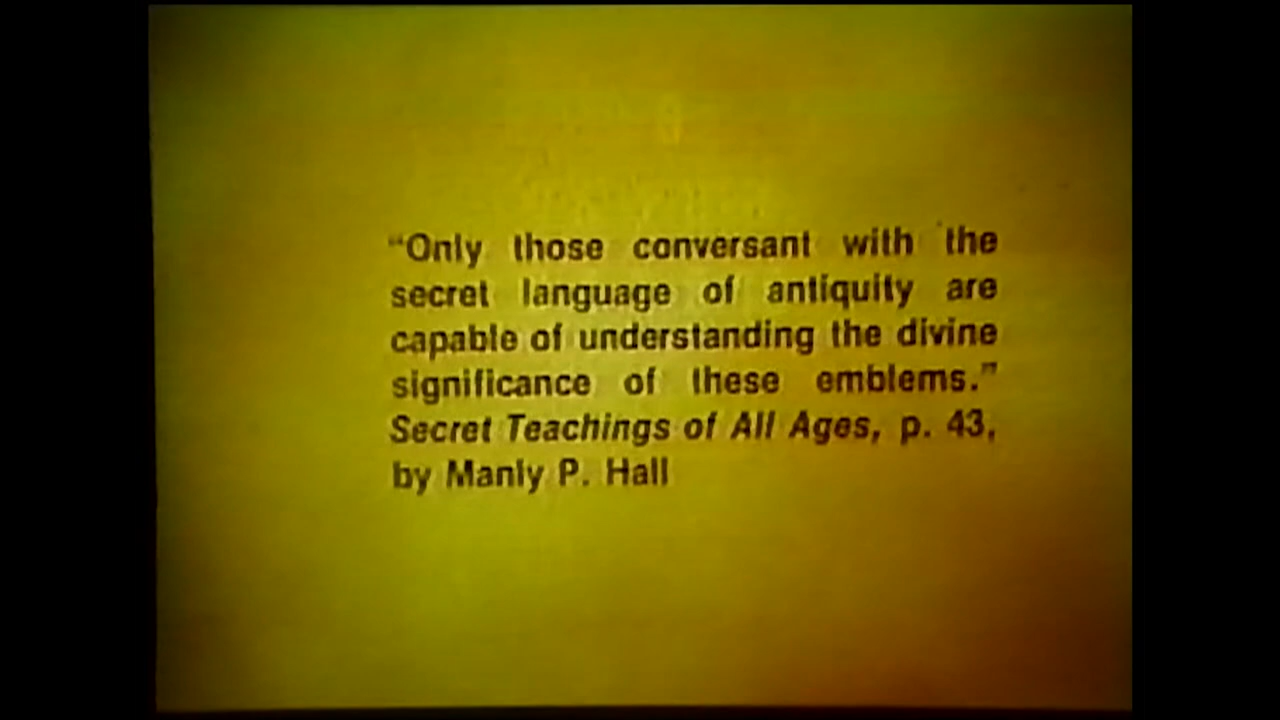 “Only those conversant with the
secret language of antiquity are
capable of understanding the divine
significance of these emblems.”
Secret Teachings of All Ages, p. 43,
by Manly P. Hall